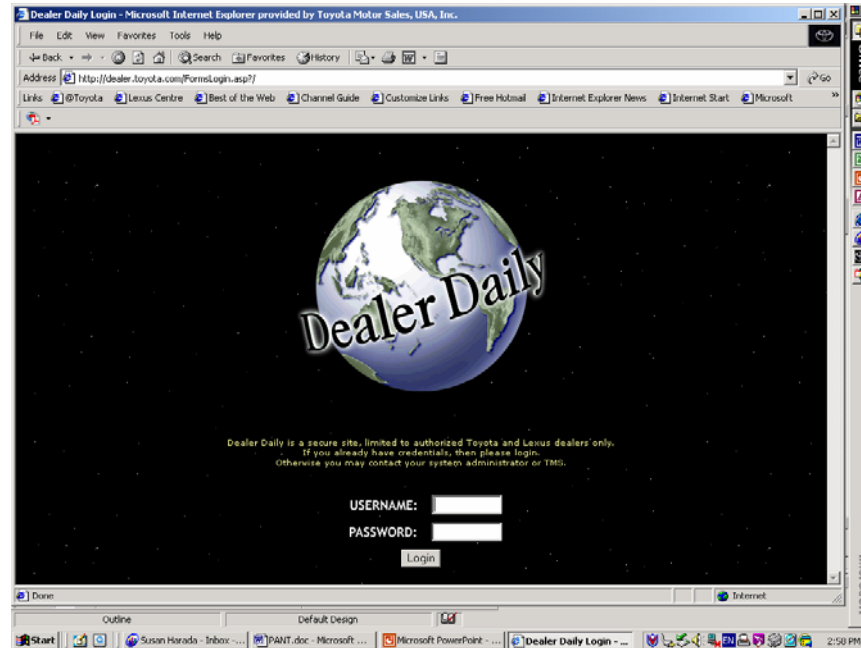 Dealer Daily Login - Microsoft Internet Explorer provided by Toyota Motor Sales, USA, Inc.
File Edit View Favorites Tools Help
Back Search Favorites History
Address http://dealer.toyota.com/FormsLogin.asp?/ Go
Links @Toyota Lexus Centre Best of the Web Channel Guide Customize Links Free Hotmail Internet Explorer News Internet Start Microsoft »
Dealer Daily
Dealer Daily is a secure site, limited to authorized Toyota and Lexus dealers only.
If you already have credentials, then please login.
Otherwise you may contact your system administrator or TMS.
USERNAME:
PASSWORD:
Login
Done Internet
Outline Default Design
Start Susan Harada - Inbox -... PANT.doc - Microsoft ... Microsoft PowerPoint - ... Dealer Daily Login - ... EN 2:58 PM